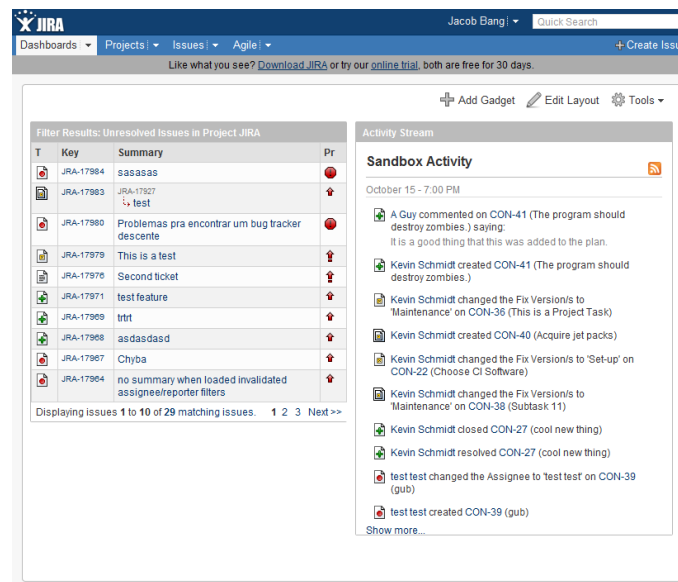 JIRA
Jacob Bang
Quick Search
Dashboards
Projects
Issues
Agile
Create Issu
Like what you see? Download JIRA or try our online trial, both are free for 30 days.
Add Gadget
Edit Layout
Tools
Filter Results: Unresolved Issues in Project JIRA
T Key Summary Pr
JRA-17984 sasasas
JRA-17983 JRA-17927
test
JRA-17980 Problemas pra encontrar um bug tracker
descente
JRA-17979 This is a test
JRA-17976 Second ticket
JRA-17971 test feature
JRA-17969 trtrt
JRA-17968 asdasdasd
JRA-17967 Chyba
JRA-17964 no summary when loaded invalidated
assignee/reporter filters
Displaying issues 1 to 10 of 29 matching issues. 1 2 3 Next >>
Activity Stream
Sandbox Activity
October 15 - 7:00 PM
A Guy commented on CON-41 (The program should
destroy zombies.) saying:
It is a good thing that this was added to the plan.
Kevin Schmidt created CON-41 (The program should
destroy zombies.)
Kevin Schmidt changed the Fix Version/s to
'Maintenance' on CON-36 (This is a Project Task)
Kevin Schmidt created CON-40 (Acquire jet packs)
Kevin Schmidt changed the Fix Version/s to 'Set-up' on
CON-22 (Choose CI Software)
Kevin Schmidt changed the Fix Version/s to
'Maintenance' on CON-38 (Subtask 11)
Kevin Schmidt closed CON-27 (cool new thing)
Kevin Schmidt resolved CON-27 (cool new thing)
test test changed the Assignee to 'test test' on CON-39
(gub)
test test created CON-39 (gub)
Show more...